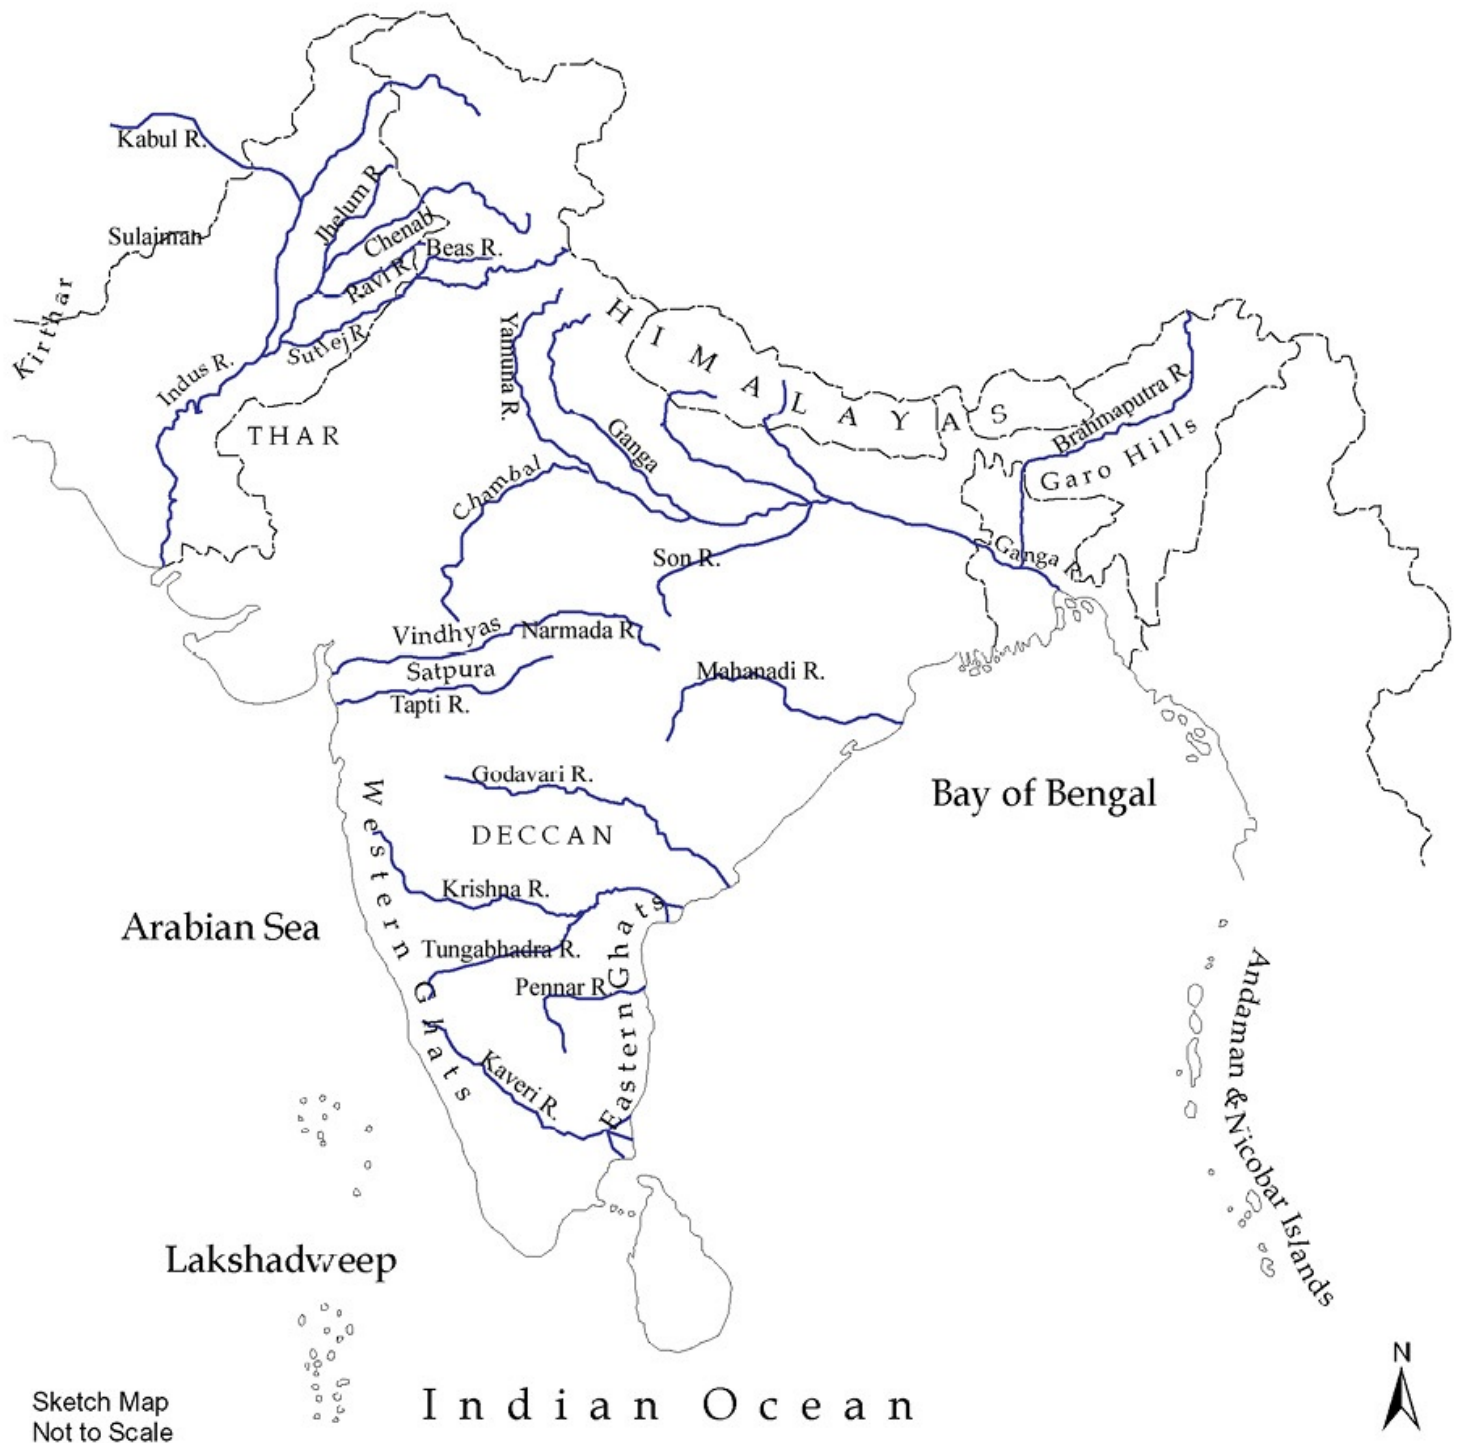 Kabul R.
Jhelum R.
Sulaiman
Chenab
Beas R.
Ravi R.
Kirthar
Sutlej R.
Indus R.
HIMALAYAS
Yamuna R.
THAR
Ganga
Brahmaputra R.
Garo Hills
Chambal
Son R.
Ganga R.
Vindhyas
Narmada R.
Satpura
Mahanadi R.
Tapti R.
Godavari R.
Bay of Bengal
DECCAN
Western Ghats
Krishna R.
Arabian Sea
Tungabhadra R.
Eastern Ghats
Pennar R.
Andaman & Nicobar Islands
Kaveri R.
Lakshadweep
N
Sketch Map
Not to Scale
Indian Ocean